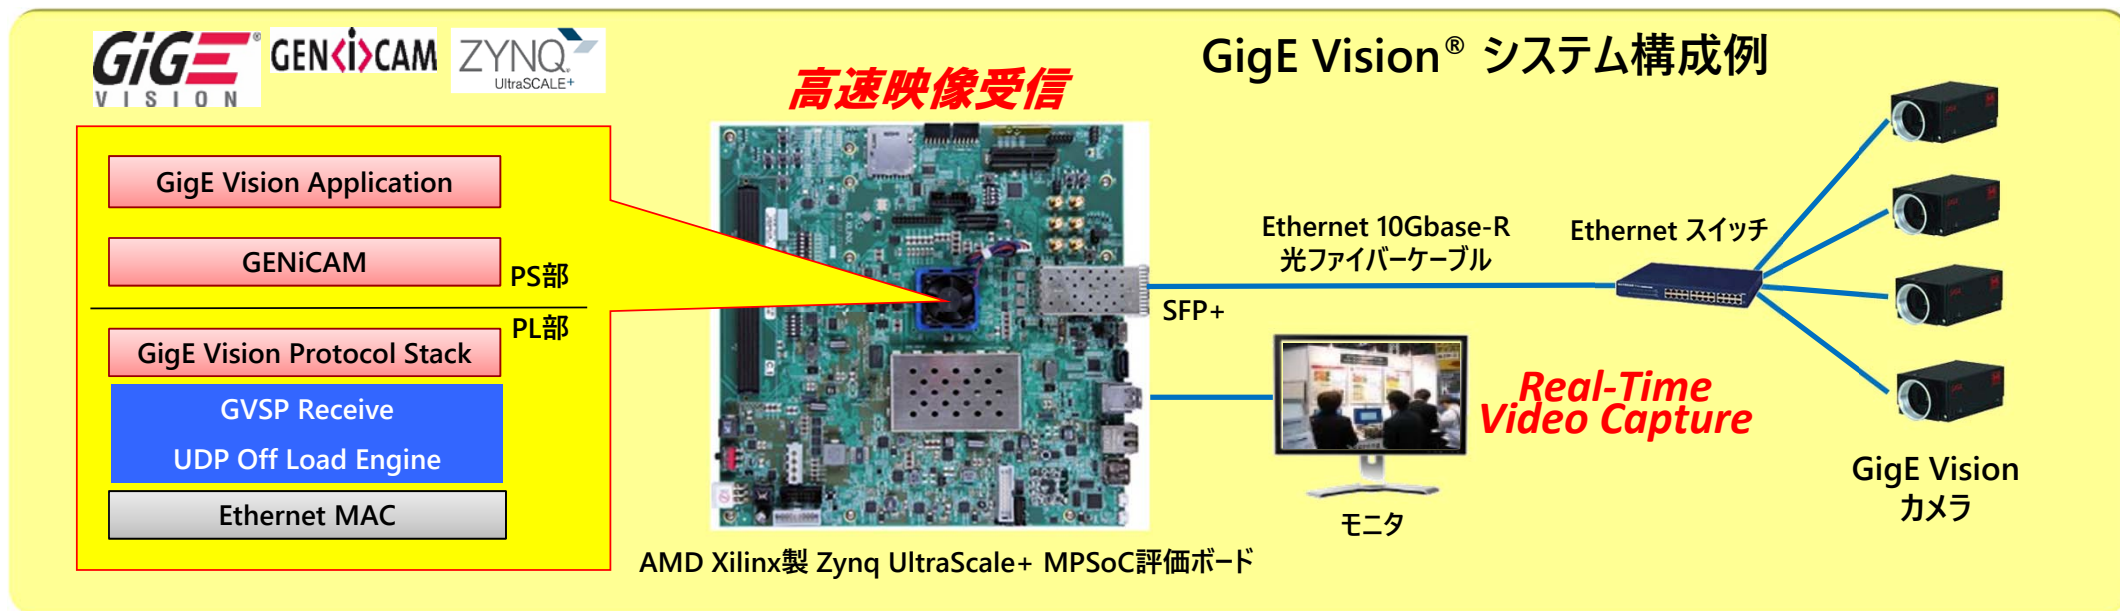 GiGE®
VISION
GEN<i>CAM
ZYNQ.
UltraSCALE+
高速映像受信
GigE Vision® システム構成例
GigE Vision Application
GENiCAM
PS部
PL部
GigE Vision Protocol Stack
GVSP Receive
UDP Off Load Engine
Ethernet MAC
Ethernet 10Gbase-R
光ファイバーケーブル
Ethernet スイッチ
SFP+
Real-Time
Video Capture
モニタ
GigE Vision
カメラ
AMD Xilinx製 Zynq UltraScale+ MPSoC評価ボード